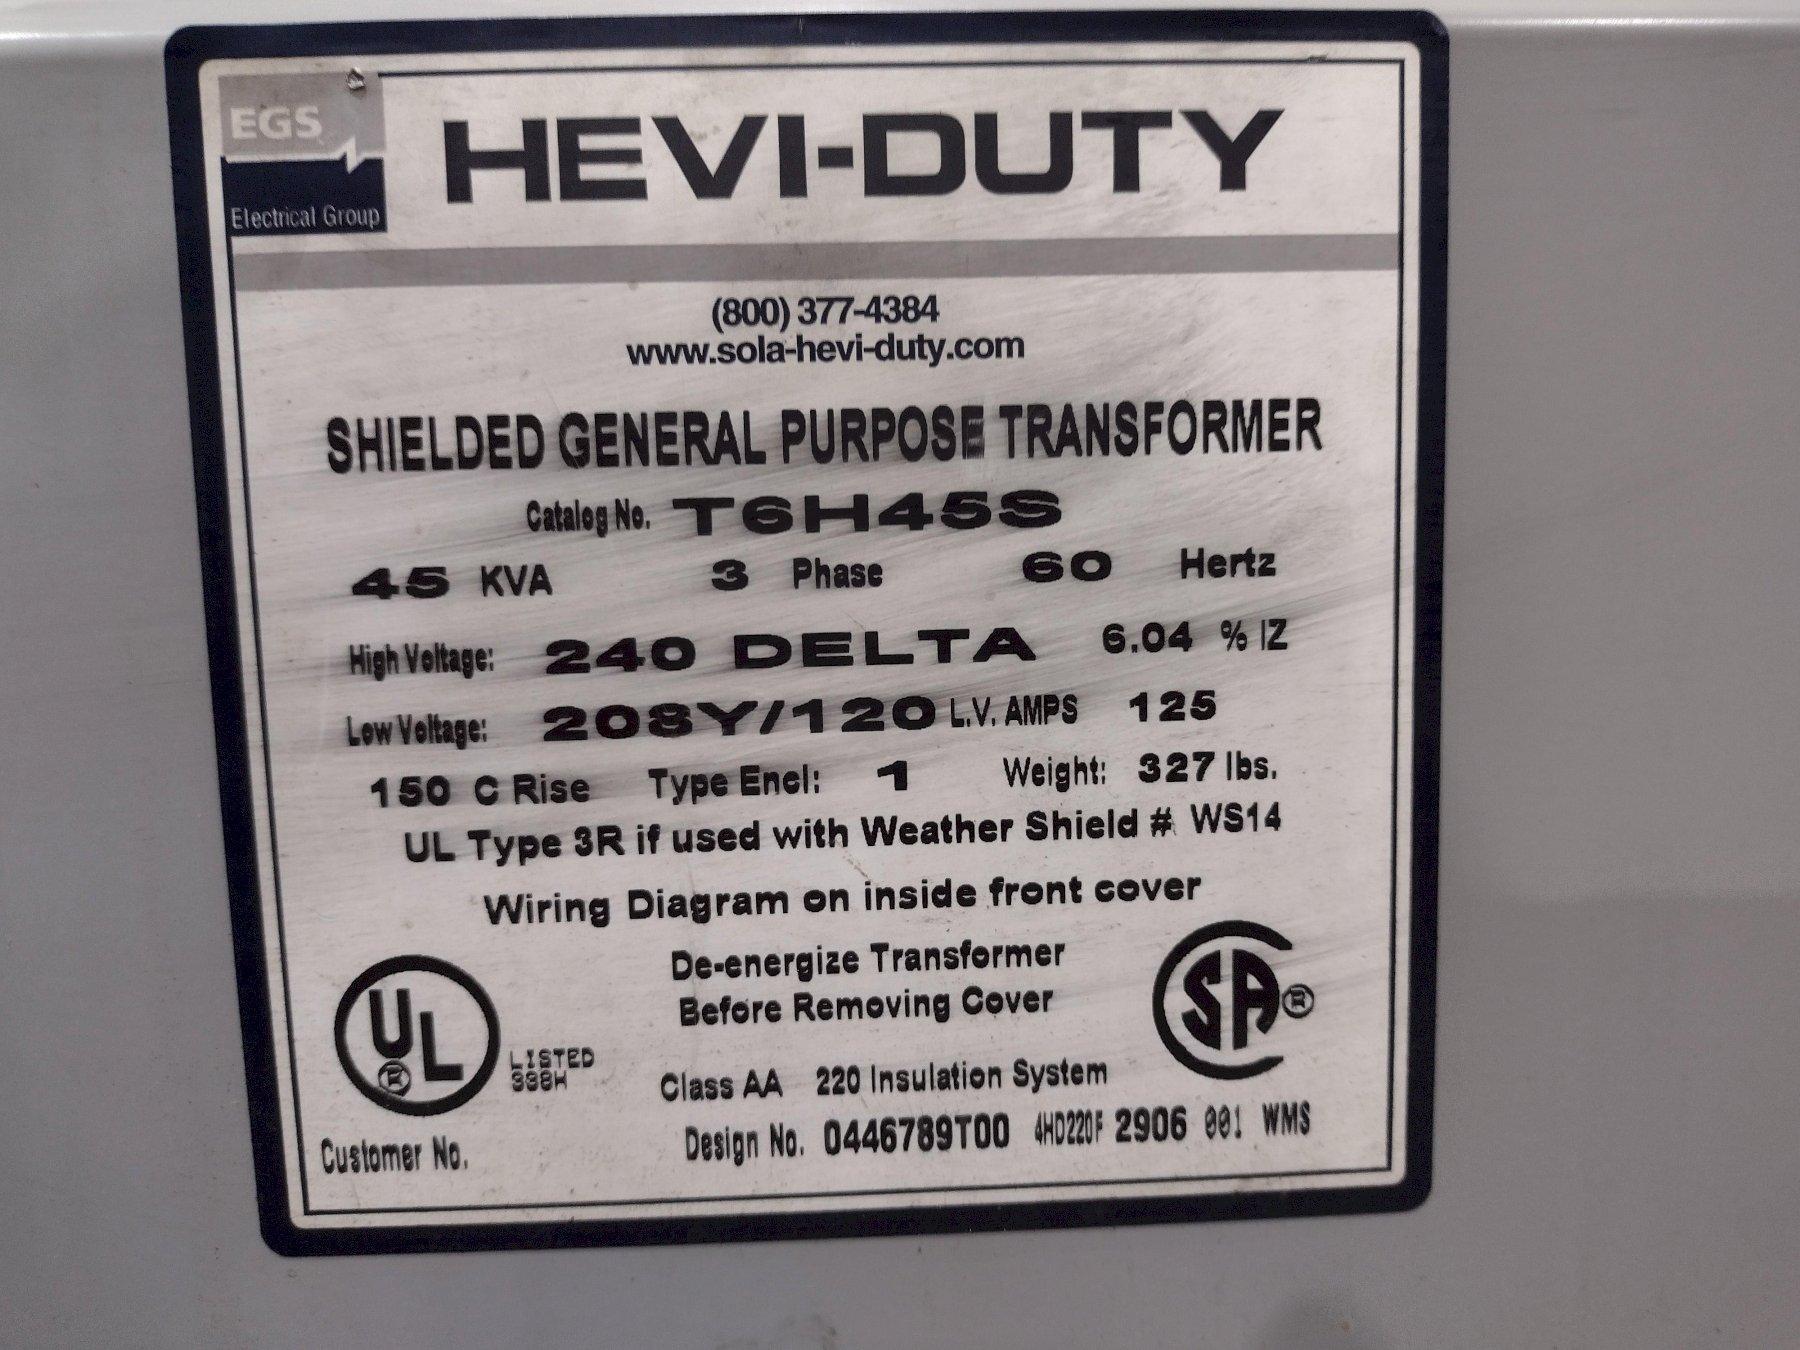 EGS
Electrical Group
HEVI-DUTY
(800) 377-4384
www.sola-hevi-duty.com
SHIELDED GENERAL PURPOSE TRANSFORMER
Catalog No. T6H45S
45 KVA 3 Phase 60 Hertz
High Voltage: 240 DELTA 6.04 % IZ
Low Voltage: 208Y/120 L.V. AMPS 125
150 C Rise Type Encl: 1 Weight: 327 lbs.
UL Type 3R if used with Weather Shield # WS14
Wiring Diagram on inside front cover
De-energize Transformer
Before Removing Cover
UL ®
LISTED
338H
SA ®
Class AA 220 Insulation System
Customer No.
Design No. 0446789T00 4HD220F 2906 001 WMS